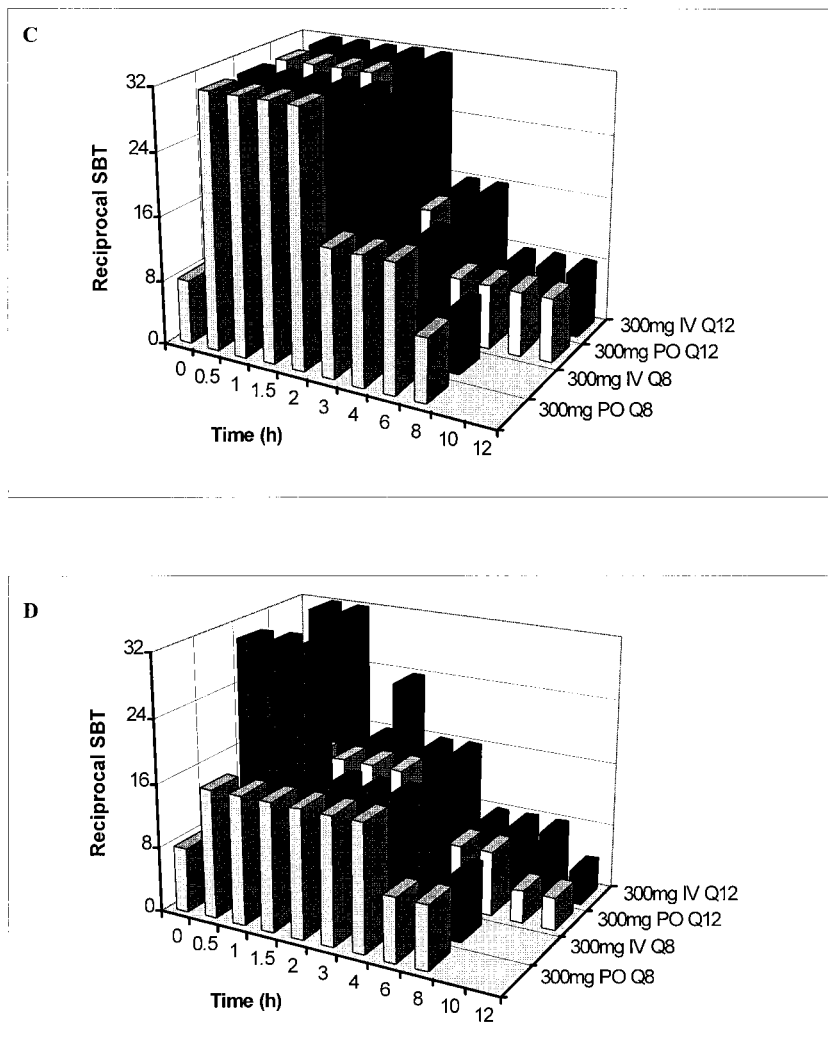 C
Reciprocal SBT
32
24
16
8
0
0 0.5 1 1.5 2 3 4 6 8 10 12
Time (h)
300mg IV Q12
300mg PO Q12
300mg IV Q8
300mg PO Q8
D
Reciprocal SBT
32
24
16
8
0
0 0.5 1 1.5 2 3 4 6 8 10 12
Time (h)
300mg IV Q12
300mg PO Q12
300mg IV Q8
300mg PO Q8